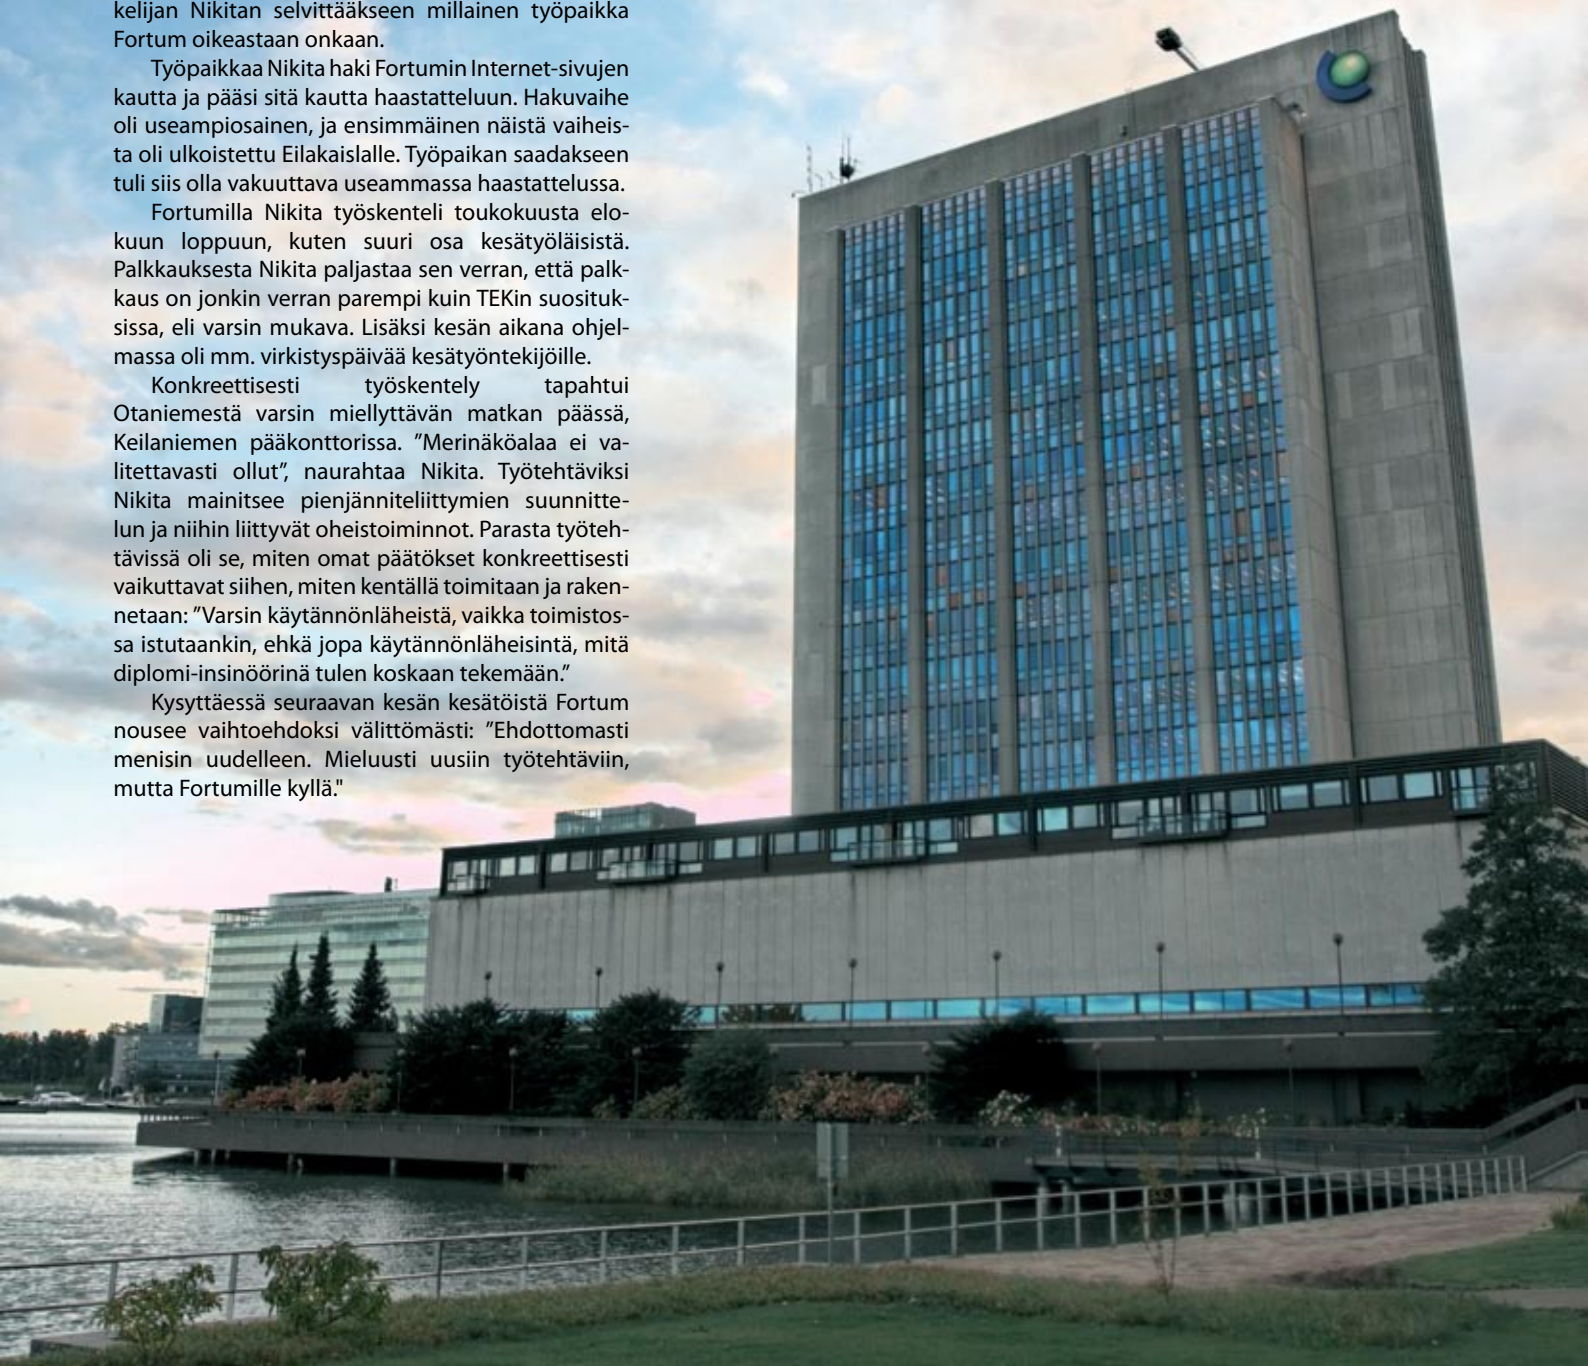 kelijan Nikitan selvittääkseen millainen työpaikka
Fortum oikeastaan onkaan.
Työpaikkaa Nikita haki Fortumin Internet-sivujen
kautta ja pääsi sitä kautta haastatteluun. Hakuvaihe
oli useampiosainen, ja ensimmäinen näistä vaiheis-
ta oli ulkoistettu Eilakaislalle. Työpaikan saadakseen
tuli siis olla vakuuttava useammassa haastattelussa.
Fortumilla Nikita työskenteli toukokuusta elo-
kuun loppuun, kuten suuri osa kesätyöläisistä.
Palkkauksesta Nikita paljastaa sen verran, että palk-
kaus on jonkin verran parempi kuin TEKin suosituk-
sissa, eli varsin mukava. Lisäksi kesän aikana ohjel-
massa oli mm. virkistyspäivää kesätyöntekijöille.
Konkreettisesti työskentely tapahtui
Otaniemestä varsin miellyttävän matkan päässä,
Keilaniemen pääkonttorissa. ”Merinäköalaa ei va-
litettavasti ollut”, naurahtaa Nikita. Työtehtäviksi
Nikita mainitsee pienjänniteliittymien suunnitte-
lun ja niihin liittyvät oheistoiminnot. Parasta työteh-
tävissä oli se, miten omat päätökset konkreettisesti
vaikuttavat siihen, miten kentällä toimitaan ja raken-
netaan: ”Varsin käytännönläheistä, vaikka toimistos-
sa istutaankin, ehkä jopa käytännönläheisintä, mitä
diplomi-insinöörinä tulen koskaan tekemään.”
Kysyttäessä seuraavan kesän kesätöistä Fortum
nousee vaihtoehdoksi välittömästi: ”Ehdottomasti
menisin uudelleen. Mieluusti uusiin työtehtäviin,
mutta Fortumille kyllä."